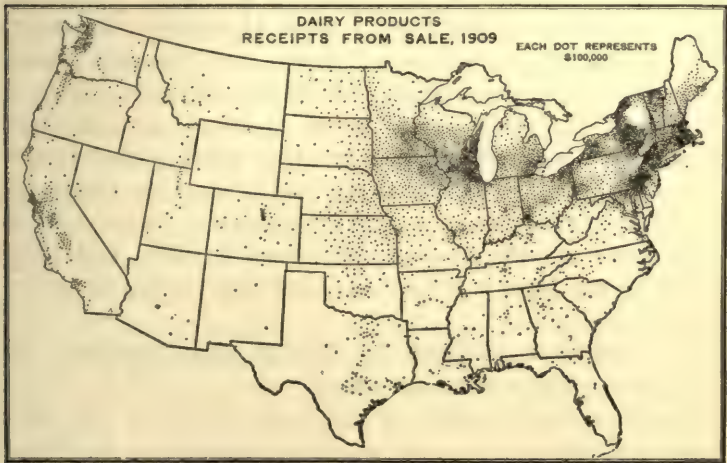 DAIRY PRODUCTS
RECEIPTS FROM SALE, 1909
EACH DOT REPRESENTS
$100,000